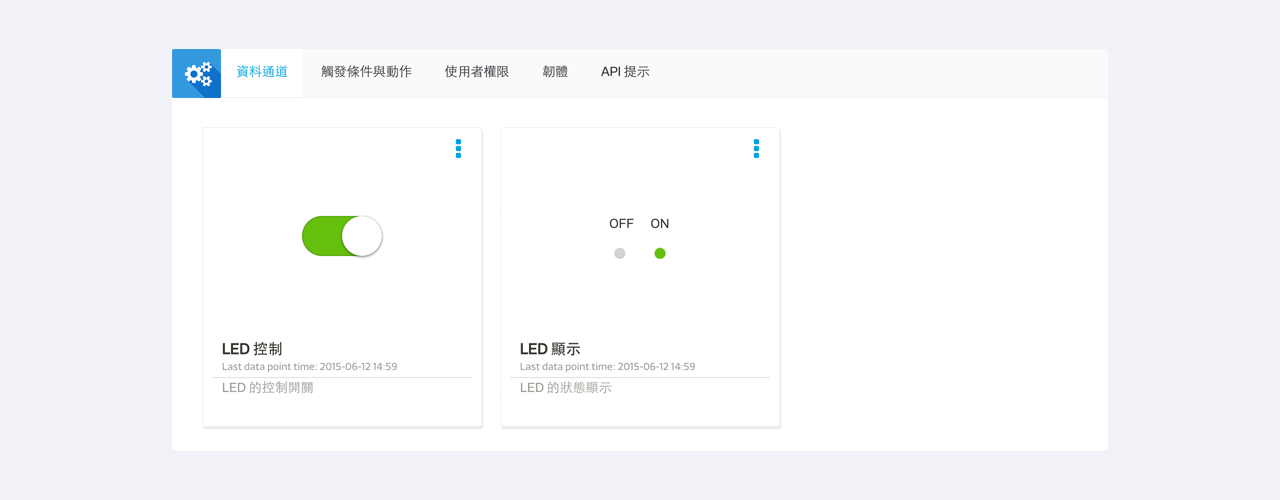 資料通道 觸發條件與動作 使用者權限 韌體 API 提示
OFF ON
LED 控制
Last data point time: 2015-06-12 14:59
LED 的控制開關
LED 顯示
Last data point time: 2015-06-12 14:59
LED 的狀態顯示